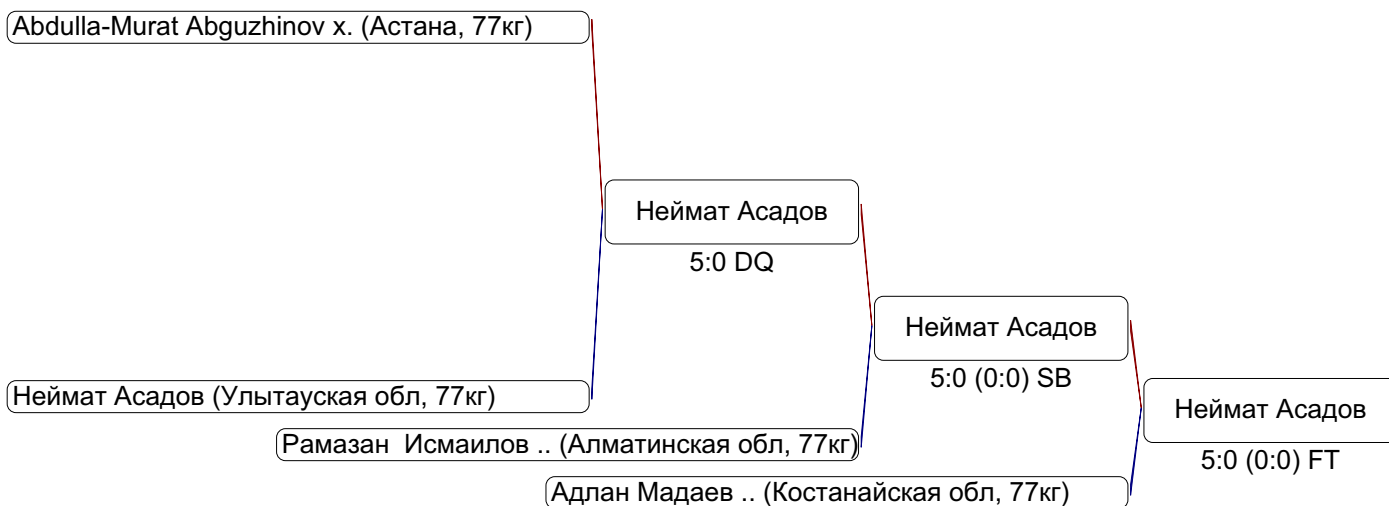 Abdulla-Murat Abguzhinov x. (Астана, 77кг)
Неймат Асадов
5:0 DQ
Неймат Асадов
5:0 (0:0) SB
Неймат Асадов (Улытауская обл, 77кг)
Неймат Асадов
5:0 (0:0) FT
Рамазан  Исмаилов .. (Алматинская обл, 77кг)
Адлан Мадаев .. (Костанайская обл, 77кг)